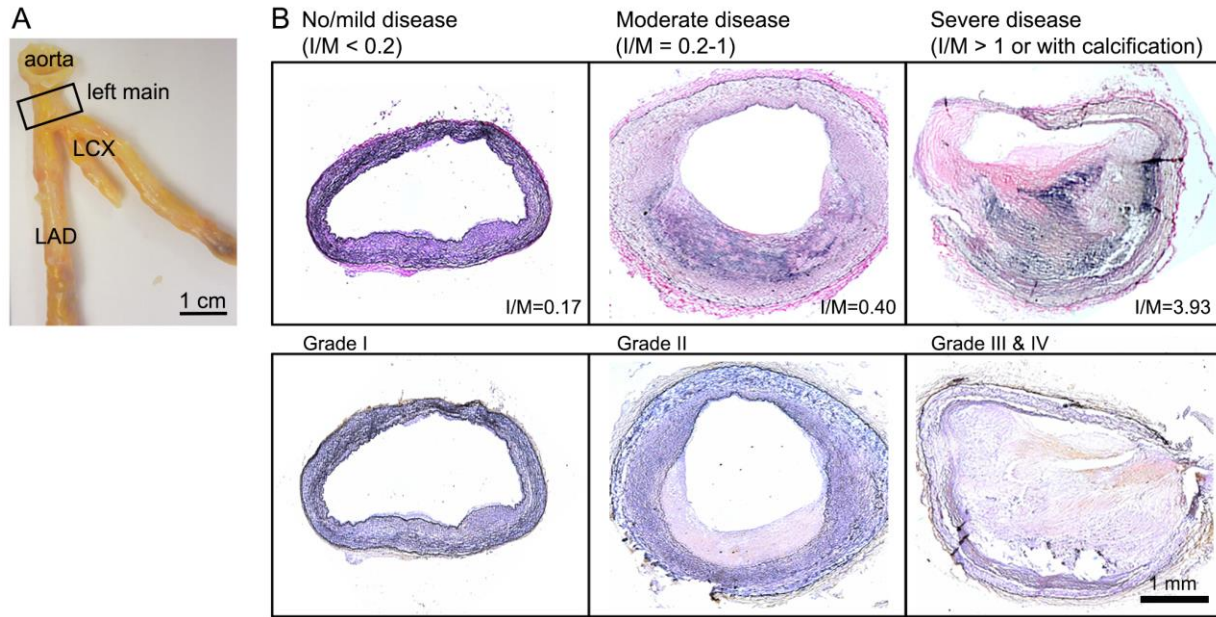 A
aorta
left main
LCX
LAD
1 cm
B
No/mild disease
(I/M < 0.2)
Moderate disease
(I/M = 0.2-1)
Severe disease
(I/M > 1 or with calcification)
I/M=0.17
I/M=0.40
I/M=3.93
Grade I
Grade II
Grade III & IV
1 mm